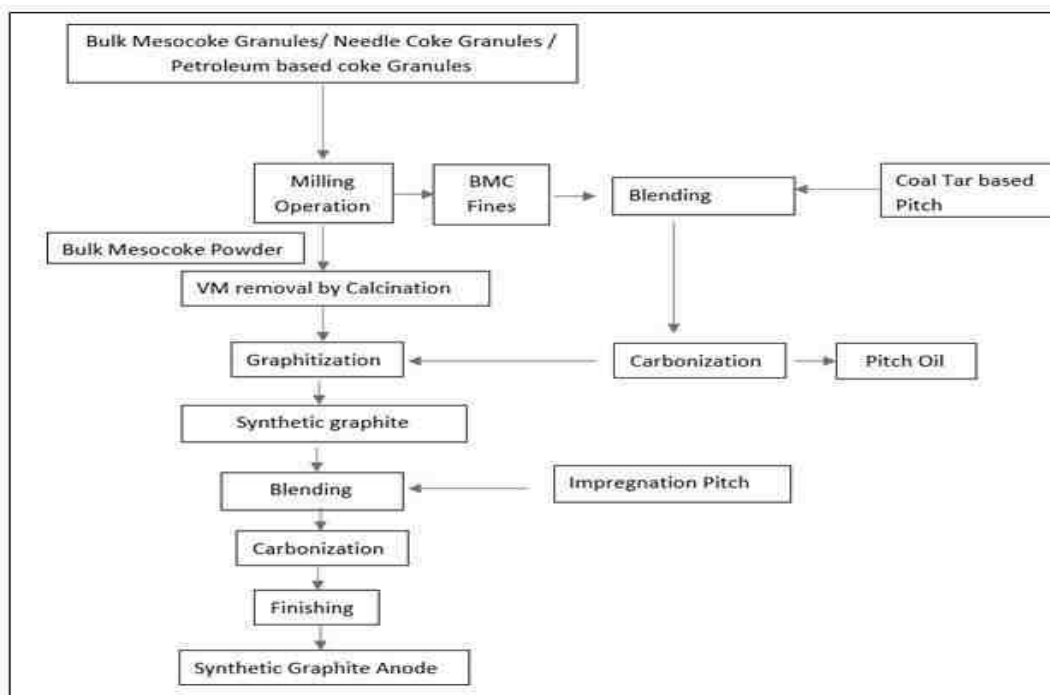 Bulk Mesocoke Granules/ Needle Coke Granules /
Petroleum based coke Granules
Milling
Operation
BMC
Fines
Blending
Coal Tar based
Pitch
Bulk Mesocoke Powder
VM removal by Calcination
Graphitization
Carbonization
Pitch Oil
Synthetic graphite
Blending
Impregnation Pitch
Carbonization
Finishing
Synthetic Graphite Anode